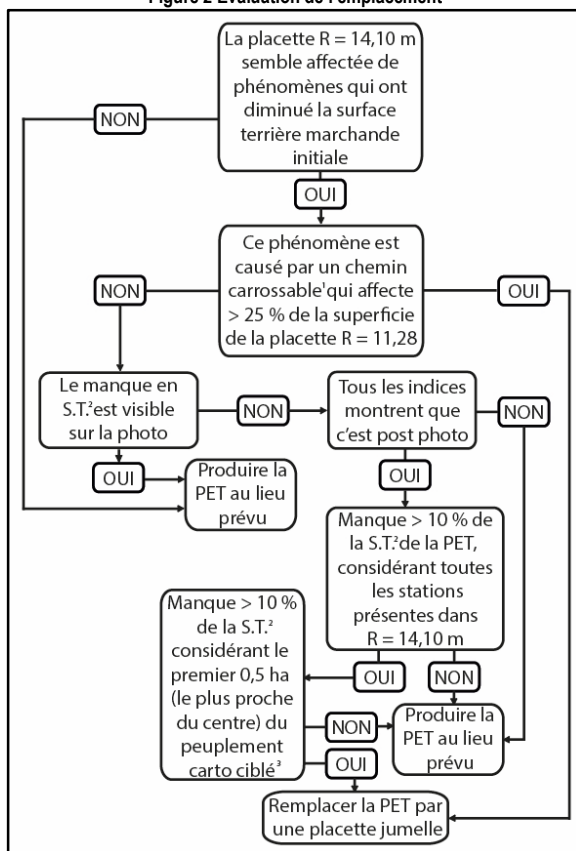 Figure 2 Évaluation de l'emplacement
La placette R = 14,10 m
semble affectée de
phénomènes qui ont
diminué la surface
terrière marchande
initiale
NON
OUI
Ce phénomène est
causé par un chemin
carrossable¹qui affecte
> 25 % de la superficie
de la placette R = 11,28
NON
OUI
Le manque en
S.T.²est visible
sur la photo
NON
Tous les indices
montrent que
c'est post photo
NON
OUI
Produire la
PET au lieu
prévu
OUI
Manque > 10 % de
la S.T.²de la PET,
considérant toutes
les stations
présentes dans
R = 14,10 m
Manque > 10 %
de la S.T.²
considérant le
premier 0,5 ha
(le plus proche
du centre) du
peuplement
carto ciblé³
OUI
NON
NON
Produire la
PET au lieu
prévu
OUI
Remplacer la PET par
une placette jumelle